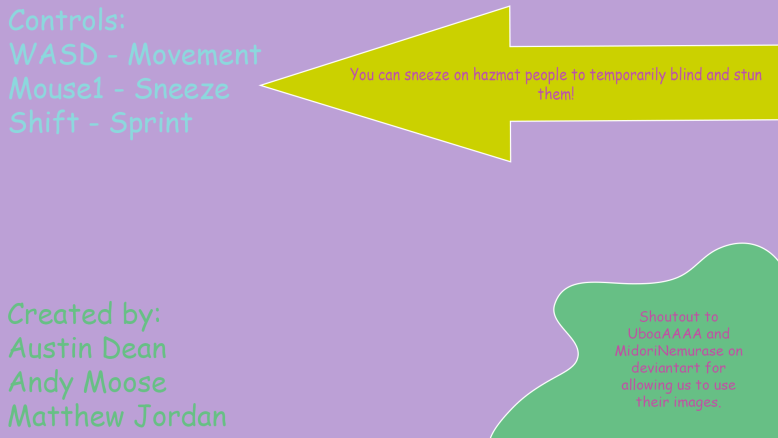 Controls:
WASD - Movement
Mouse1 - Sneeze
Shift - Sprint
You can sneeze on hazmat people to temporarily blind and stun
them!
Created by:
Austin Dean
Andy Moose
Matthew Jordan
Shoutout to
UboaAAAA and
MidoriNemurase on
deviantart for
allowing us to use
their images,